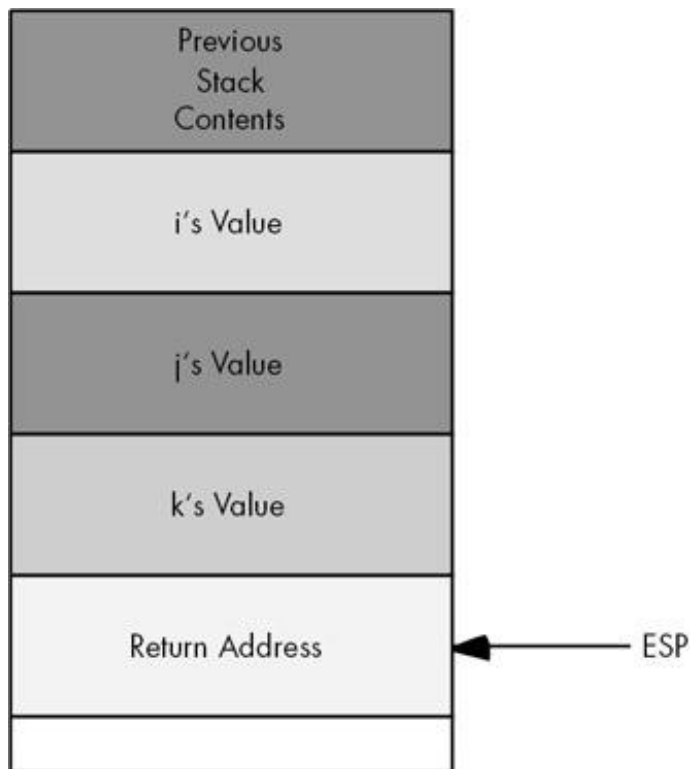 Previous
Stack
Contents
i‘s Value
j‘s Value
k‘s Value
Return Address
ESP